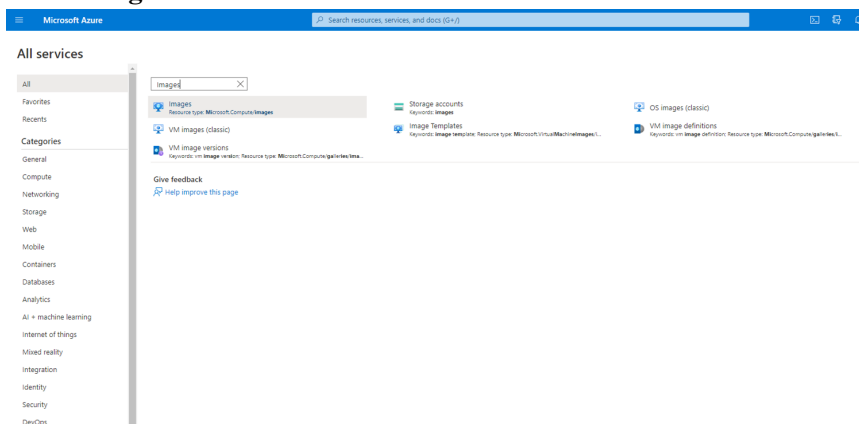 Microsoft Azure
Search resources, services, and docs (G+/)
All services
All
Favorites
Recents
Categories
General
Compute
Networking
Storage
Web
Mobile
Containers
Databases
Analytics
AI + machine learning
Internet of things
Mixed reality
Integration
Identity
Security
DevOps
Images
Images
Resource type: Microsoft.Compute/images
Storage accounts
Keywords: images
OS images (classic)
VM images (classic)
Image Templates
Keywords: image template; Resource type: Microsoft.VirtualMachineImages/i...
VM image definitions
Keywords: vm image definition; Resource type: Microsoft.Compute/galleries/i...
VM image versions
Keywords: vm image version; Resource type: Microsoft.Compute/galleries/ima...
Give feedback
Help improve this page